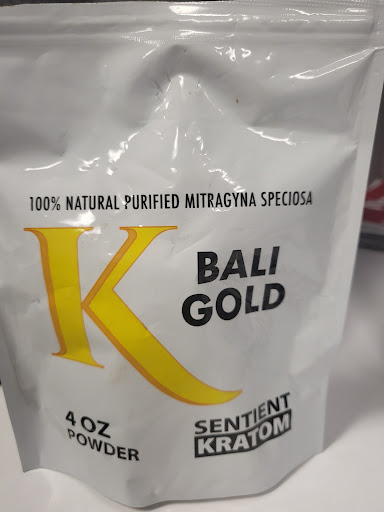 100% NATURAL PURIFIED MITRAGYNA SPECIOSA
K
BALI
GOLD
4 OZ
POWDER
SENTIENT
KRATOM